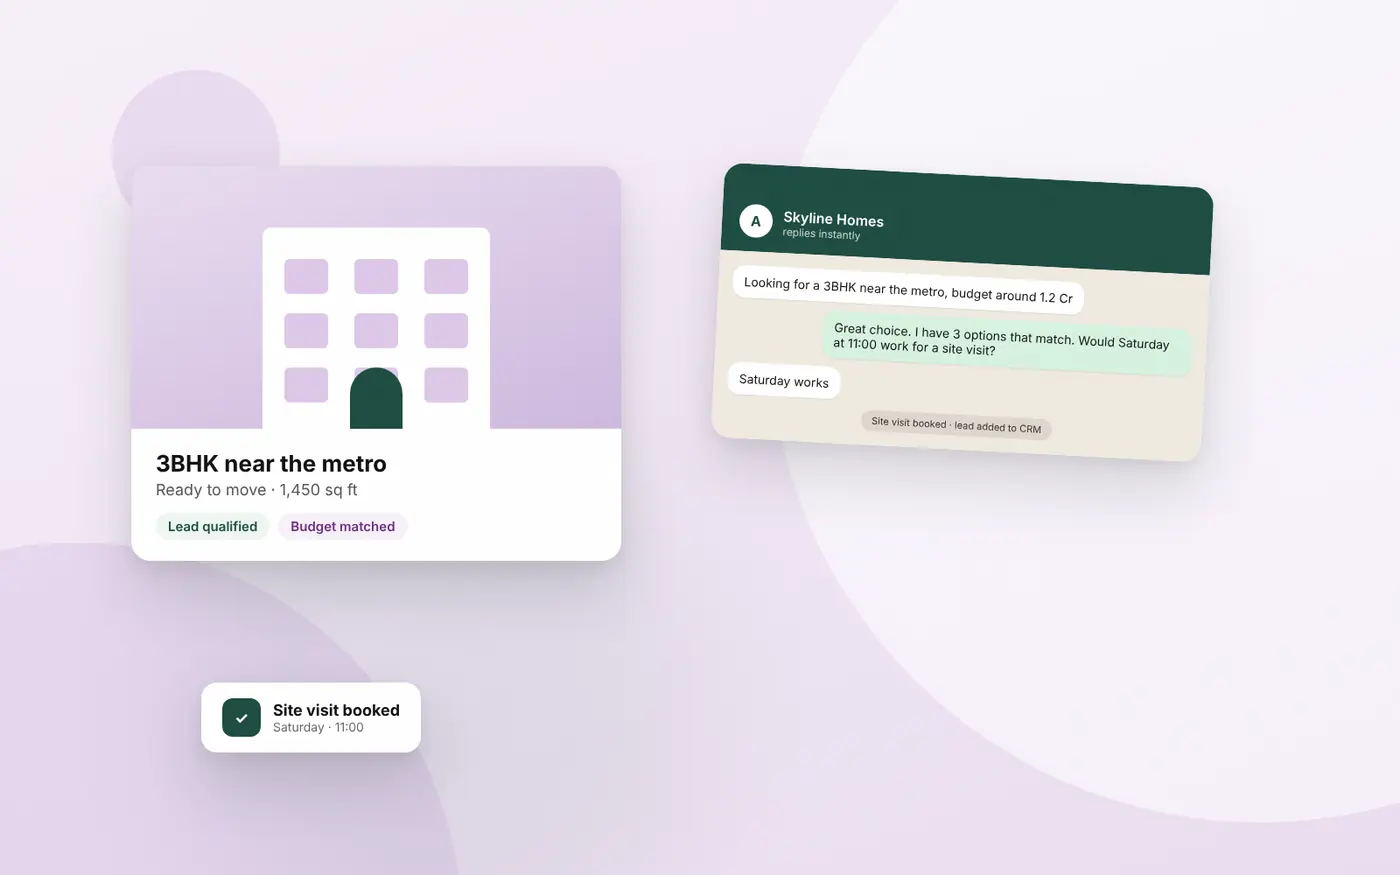 3BHK near the metro
Ready to move · 1,450 sq ft
Lead qualified
Budget matched
Site visit booked
Saturday · 11:00
A
Skyline Homes
replies instantly
Looking for a 3BHK near the metro, budget around 1.2 Cr
Great choice. I have 3 options that match. Would Saturday
at 11:00 work for a site visit?
Saturday works
Site visit booked · lead added to CRM